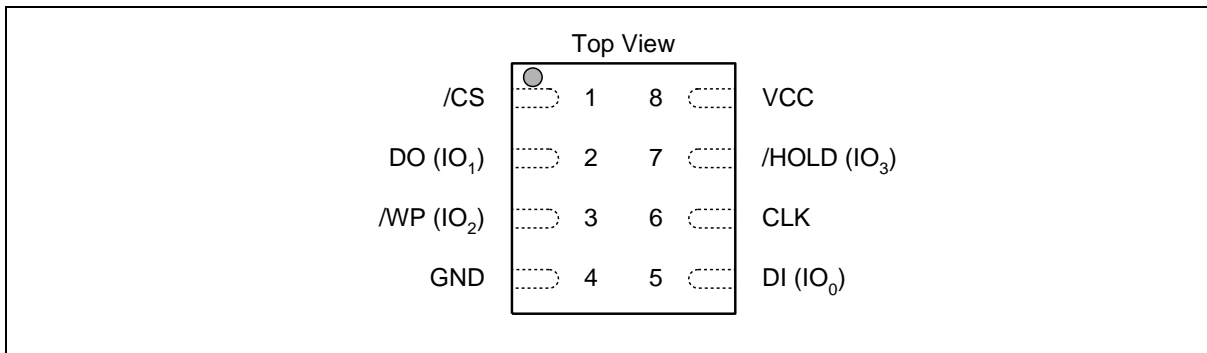 Top View
/CS 1 8 VCC
DO (IO₁) 2 7 /HOLD (IO₃)
/WP (IO₂) 3 6 CLK
GND 4 5 DI (IO₀)